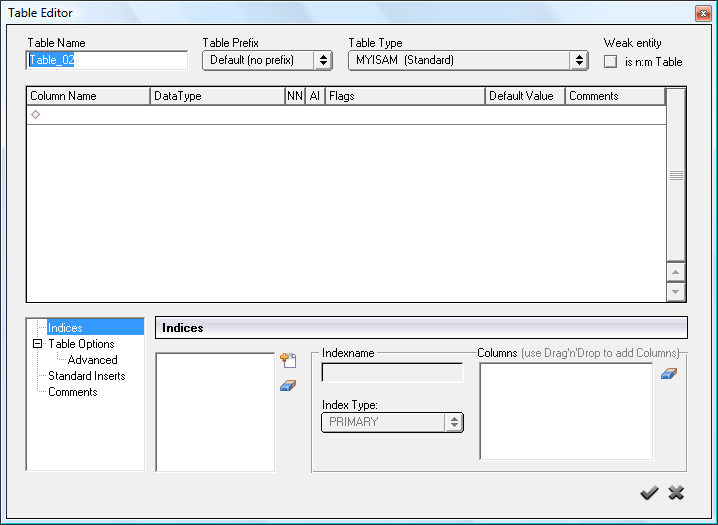 Table Editor
Table Name
Table Prefix
Table Type
Weak entity
Table_02
Default (no prefix)
MYISAM (Standard)
is n:m Table
Column Name DataType NN AI Flags Default Value Comments
Indices
Table Options
Advanced
Standard Inserts
Comments
Indices
Indexname
Index Type:
PRIMARY
Columns (use Drag'n'Drop to add Columns)